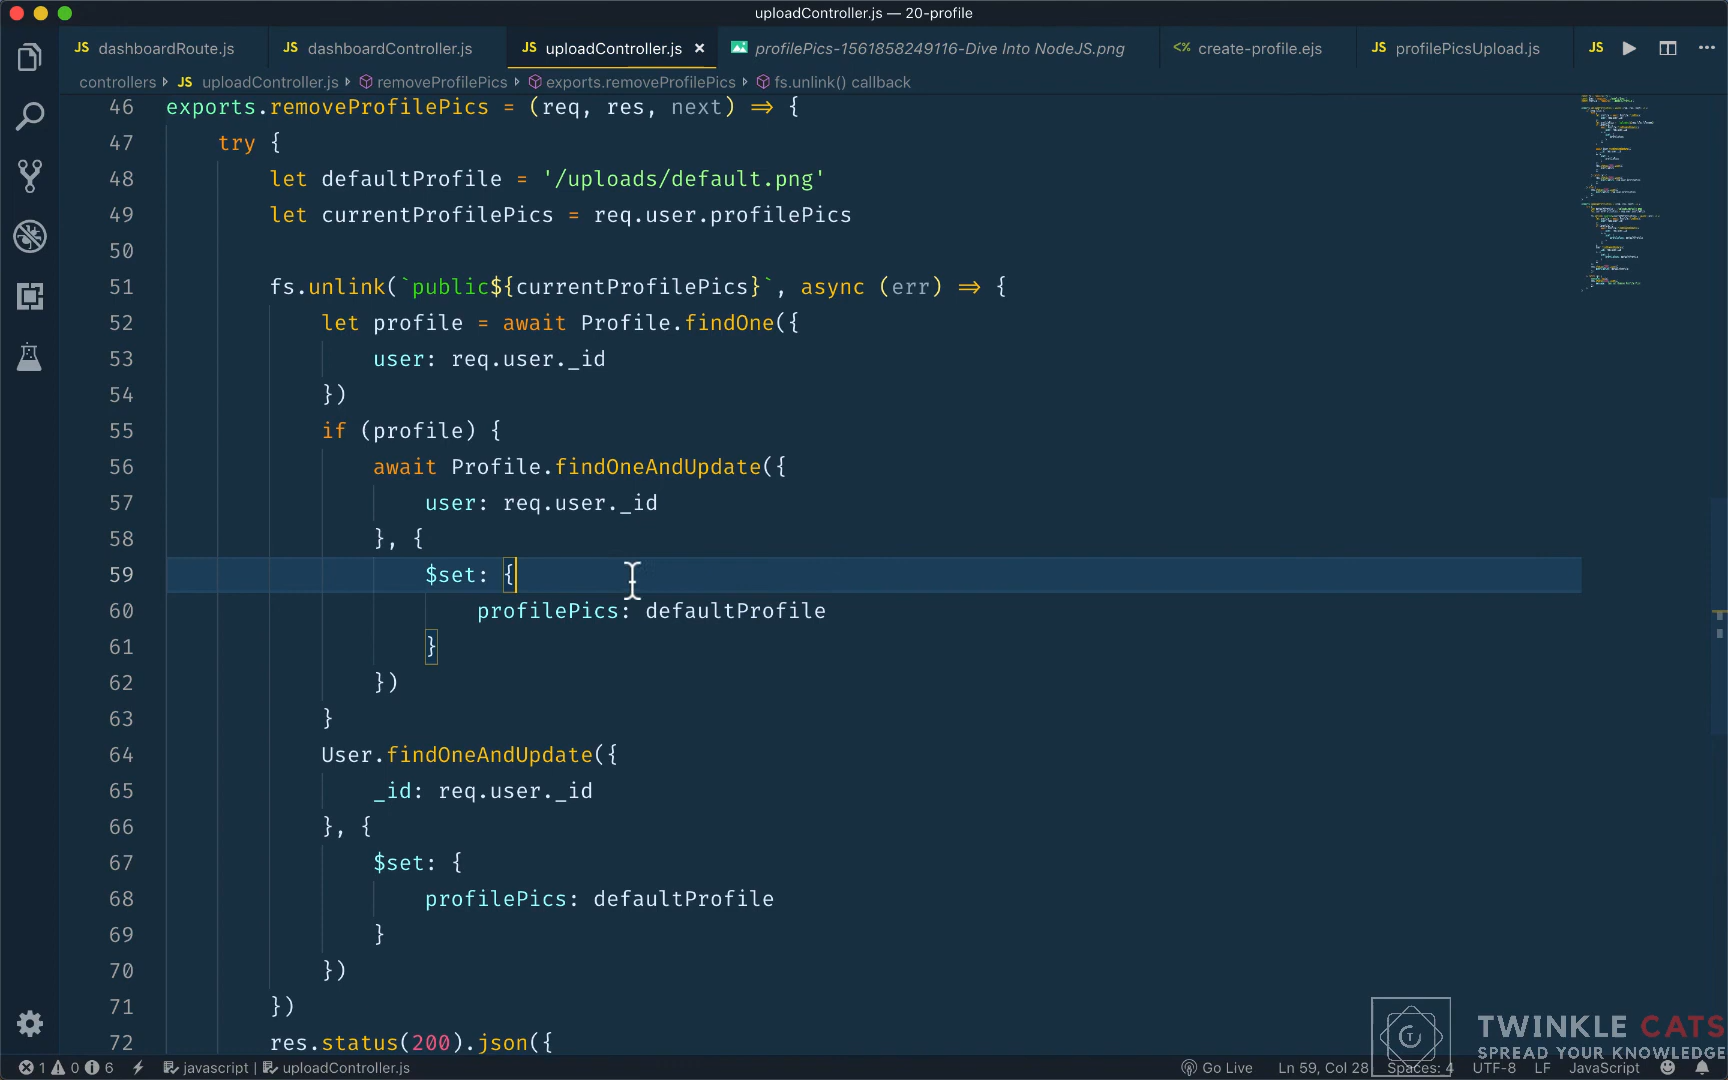 uploadController.js — 20-profile
JS dashboardRoute.js JS dashboardController.js JS uploadController.js × profilePics-1561858249116-Dive Into NodeJS.png <% create-profile.ejs JS profilePicsUpload.js JS ···
controllers JS uploadController.js removeProfilePics exports.removeProfilePics fs.unlink() callback
46 exports.removeProfilePics = (req, res, next) => {
47 try {
48 let defaultProfile = '/uploads/default.png'
49 let currentProfilePics = req.user.profilePics
50
51 fs.unlink(`public${currentProfilePics}`, async (err) => {
52 let profile = await Profile.findOne({
53 user: req.user._id
54 })
55 if (profile) {
56 await Profile.findOneAndUpdate({
57 user: req.user._id
58 }, {
59 $set: {
60 profilePics: defaultProfile
61 }
62 })
63 }
64 User.findOneAndUpdate({
65 _id: req.user._id
66 }, {
67 $set: {
68 profilePics: defaultProfile
69 }
70 })
71 })
72 res.status(200).json({
TWINKLE CATS
SPREAD YOUR KNOWLEDGE
1 0 6 javascript | uploadController.js Go Live Ln 59, Col 28 Spaces: 4 UTF-8 LF JavaScript